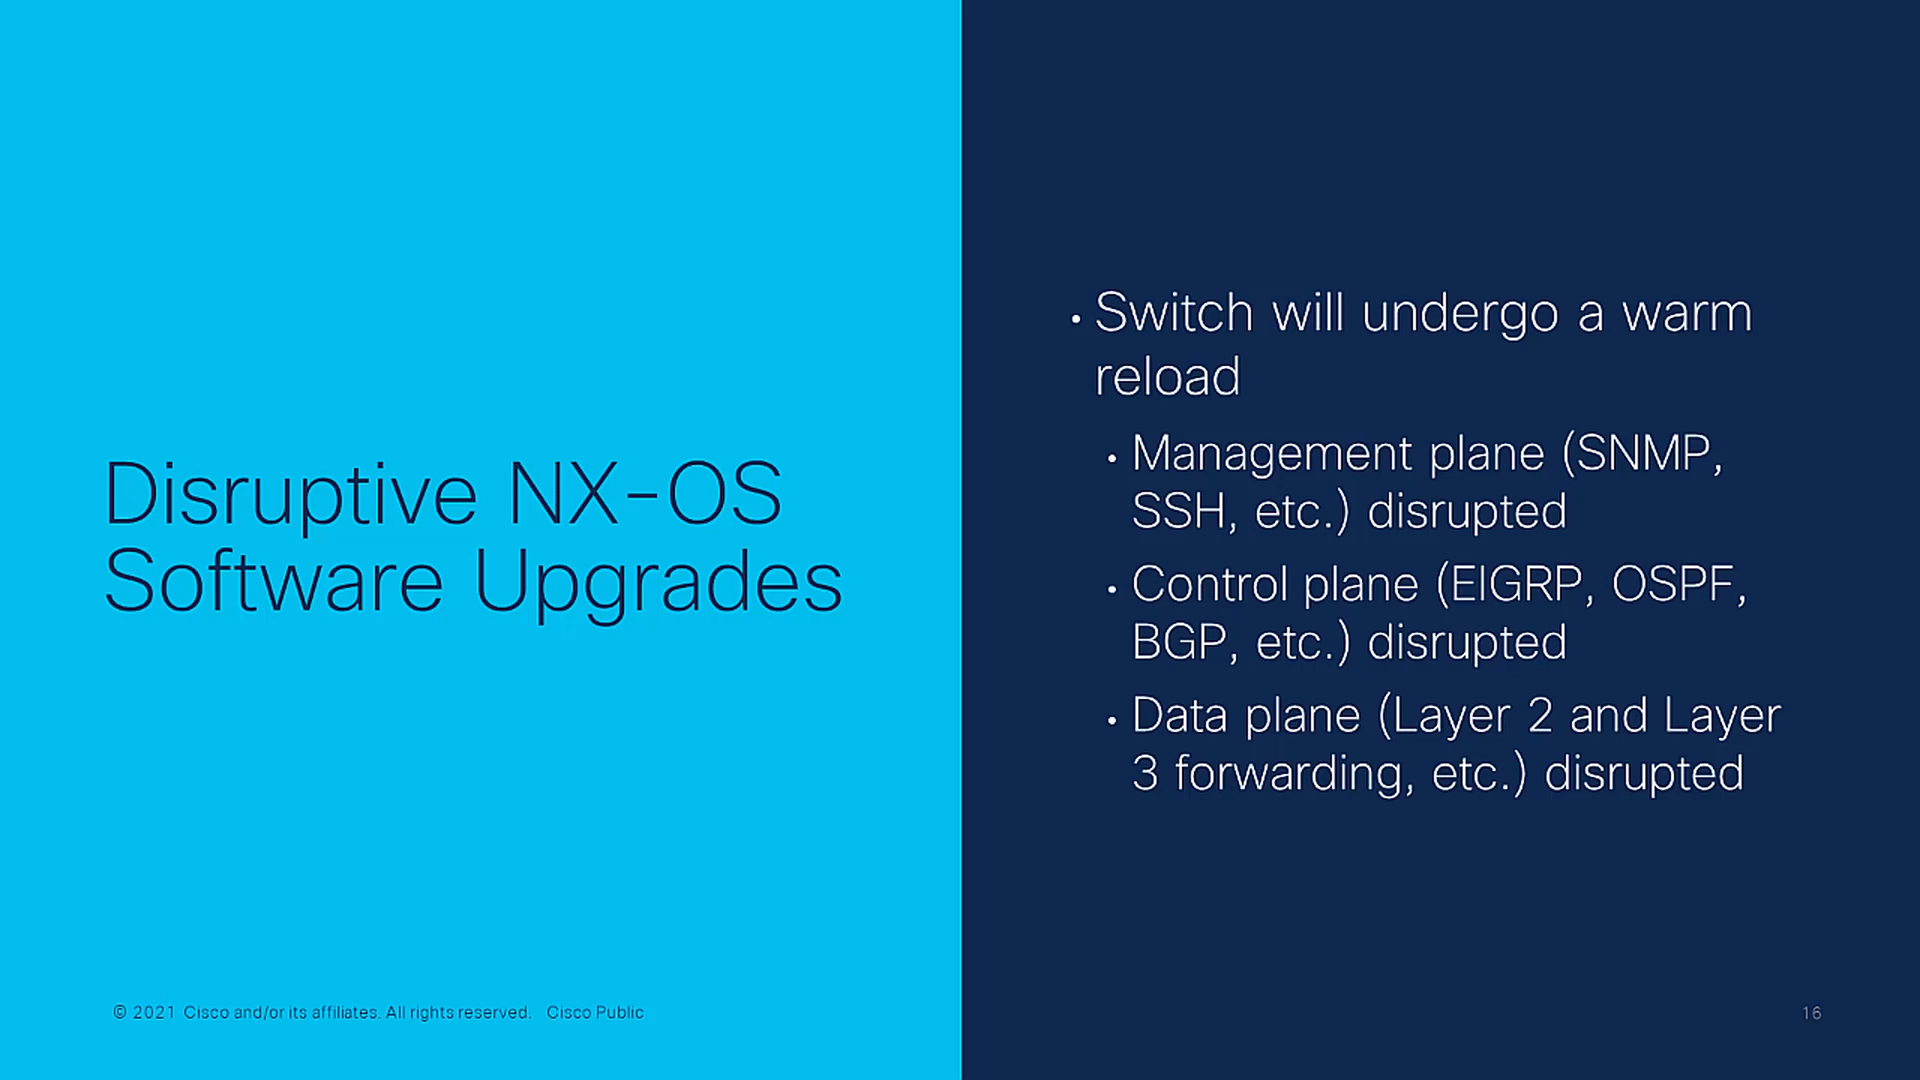 Disruptive NX-OS
Software Upgrades
• Switch will undergo a warm
reload
• Management plane (SNMP,
SSH, etc.) disrupted
• Control plane (EIGRP, OSPF,
BGP, etc.) disrupted
• Data plane (Layer 2 and Layer
3 forwarding, etc.) disrupted
© 2021 Cisco and/or its affiliates. All rights reserved. Cisco Public
16